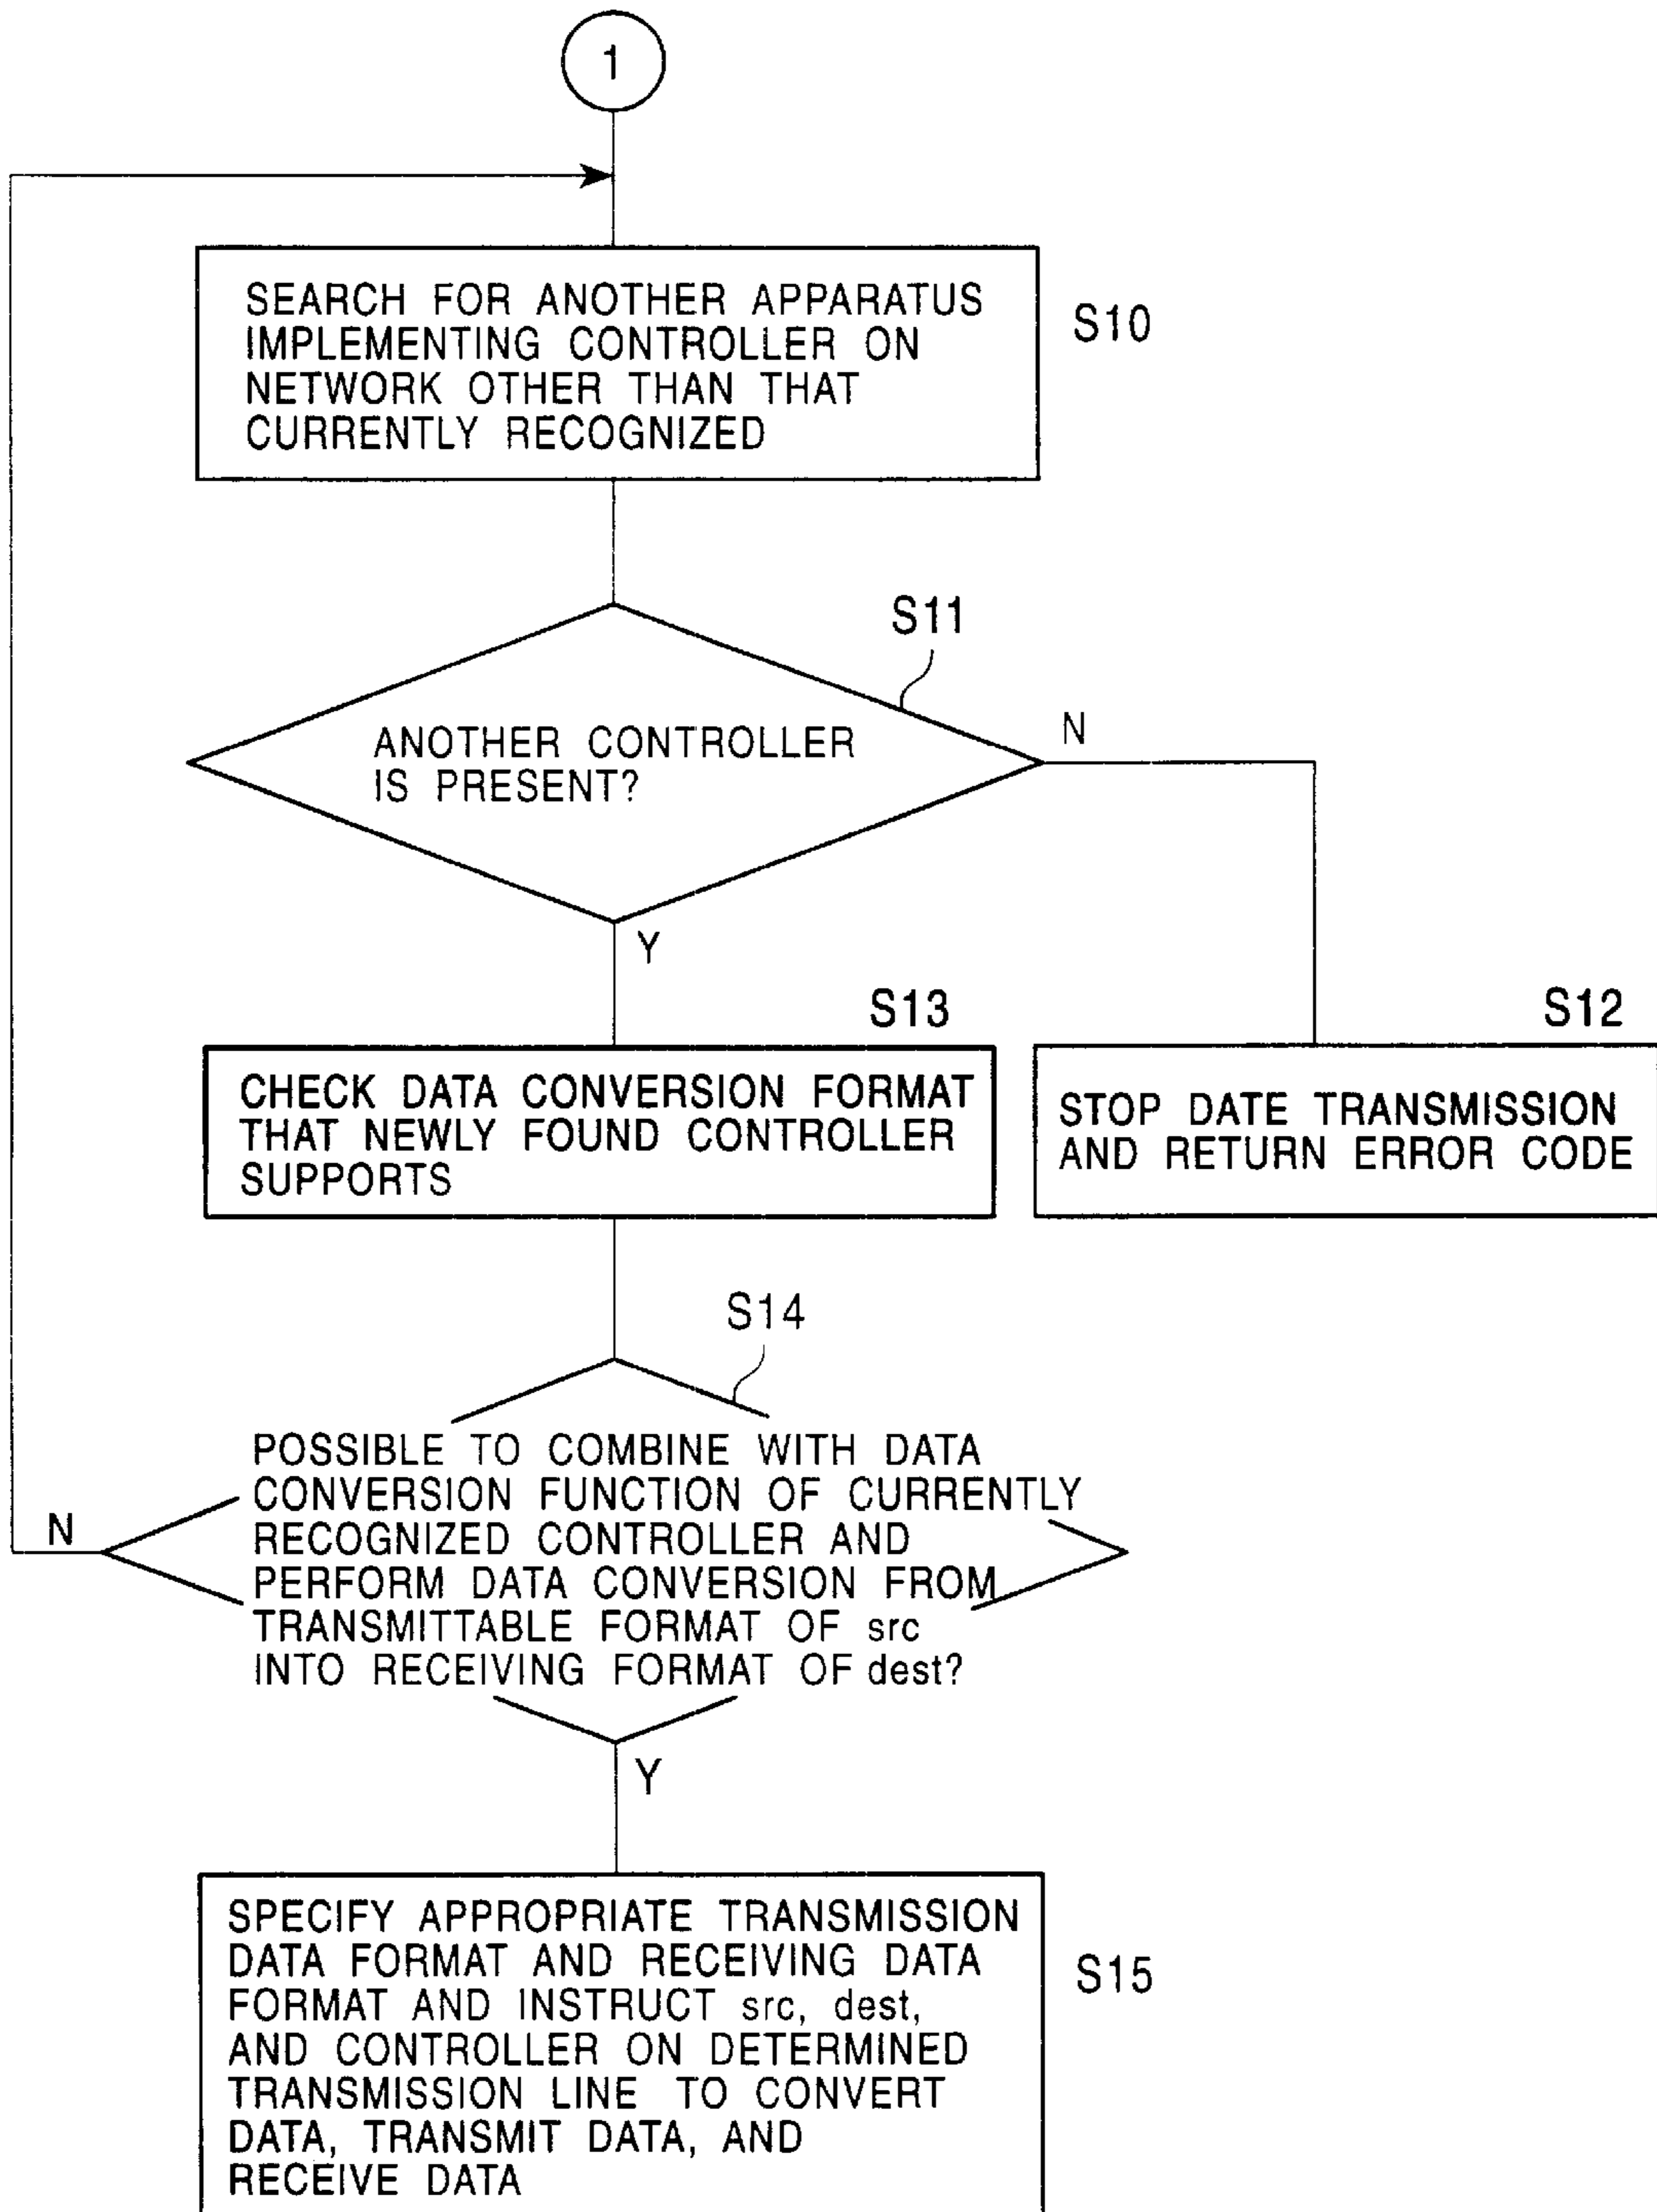 1
SEARCH FOR ANOTHER APPARATUS
IMPLEMENTING CONTROLLER ON
NETWORK OTHER THAN THAT
CURRENTLY RECOGNIZED
S10
S11
ANOTHER CONTROLLER
IS PRESENT?
N
Y
S13
CHECK DATA CONVERSION FORMAT
THAT NEWLY FOUND CONTROLLER
SUPPORTS
S12
STOP DATE TRANSMISSION
AND RETURN ERROR CODE
S14
POSSIBLE TO COMBINE WITH DATA
CONVERSION FUNCTION OF CURRENTLY
RECOGNIZED CONTROLLER AND
PERFORM DATA CONVERSION FROM
TRANSMITTABLE FORMAT OF src
INTO RECEIVING FORMAT OF dest?
N
Y
SPECIFY APPROPRIATE TRANSMISSION
DATA FORMAT AND RECEIVING DATA
FORMAT AND INSTRUCT src, dest,
AND CONTROLLER ON DETERMINED
TRANSMISSION LINE TO CONVERT
DATA, TRANSMIT DATA, AND
RECEIVE DATA
S15